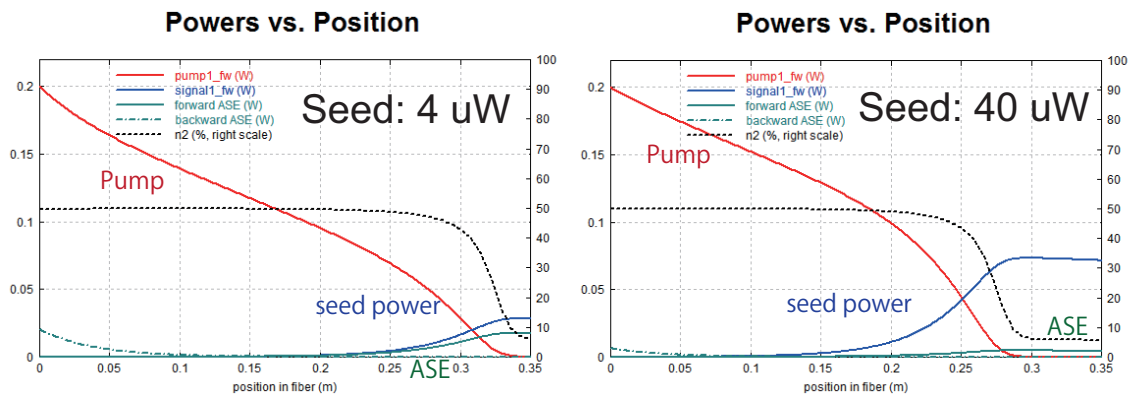 Powers vs. Position
pump1_fw (W)
signal1_fw (W)
forward ASE (W)
backward ASE (W)
n2 (%, right scale)
Seed: 4 uW
Pump
seed power
ASE
0.2
0.15
0.1
0.05
0
100
90
80
70
60
50
40
30
20
10
0
0 0.05 0.1 0.15 0.2 0.25 0.3 0.35
position in fiber (m)
Powers vs. Position
pump1_fw (W)
signal1_fw (W)
forward ASE (W)
backward ASE (W)
n2 (%, right scale)
Seed: 40 uW
Pump
seed power
ASE
0.2
0.15
0.1
0.05
0
100
90
80
70
60
50
40
30
20
10
0
0 0.05 0.1 0.15 0.2 0.25 0.3 0.35
position in fiber (m)